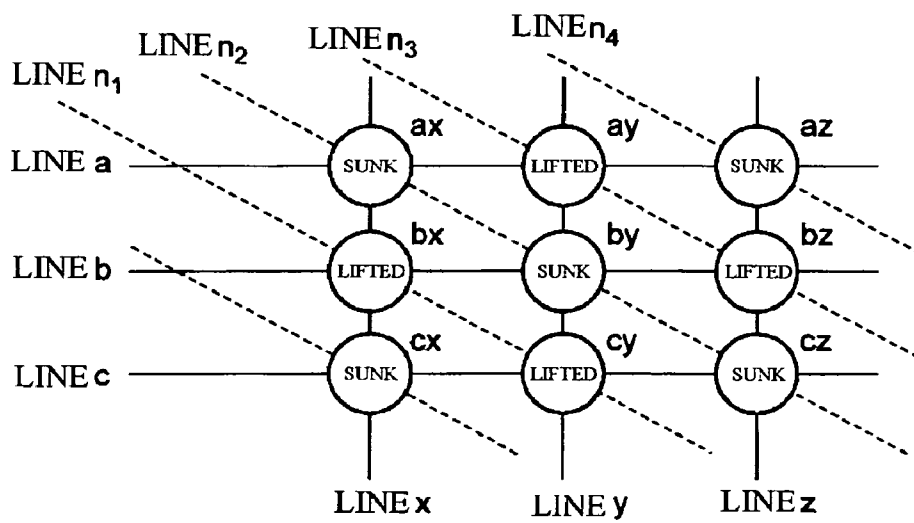 LINE n1
LINE n2
LINE n3
LINE n4
ax ay az
LINE a SUNK LIFTED SUNK
bx by bz
LINE b LIFTED SUNK LIFTED
cx cy cz
LINE c SUNK LIFTED SUNK
LINE x LINE y LINE z